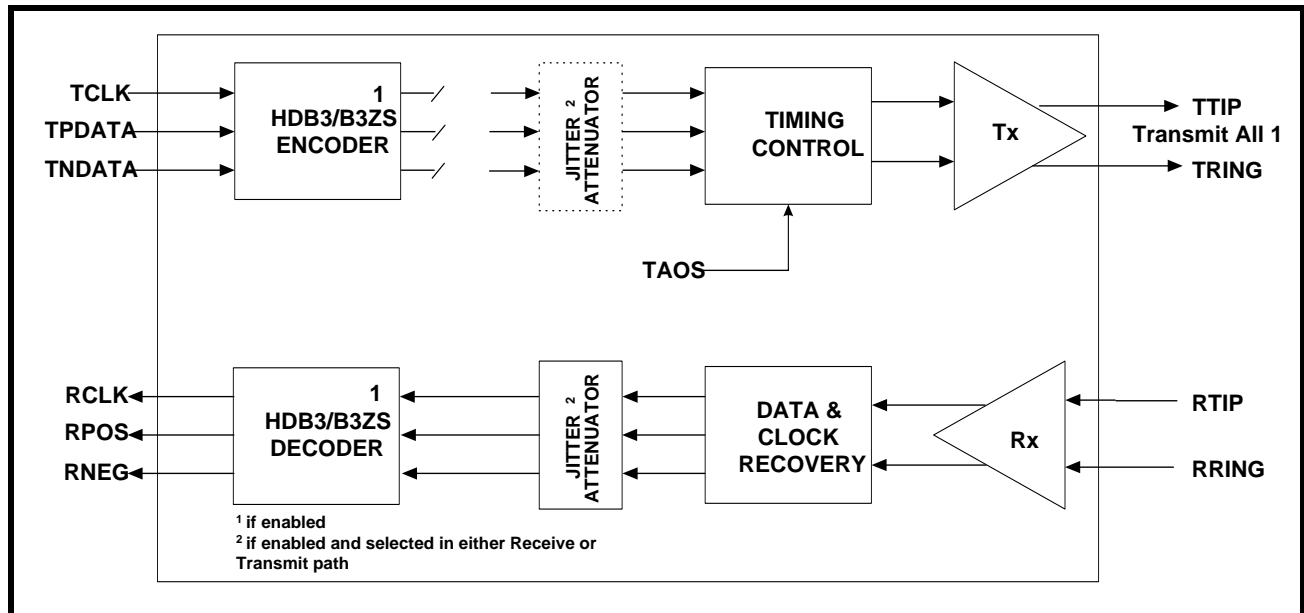 TCLK
TPDATA
TNDATA
1
HDB3/B3ZS
ENCODER
JITTER 2
ATTENUATOR
TIMING
CONTROL
Tx
TTIP
Transmit All 1
TRING
TAOS
RCLK
RPOS
RNEG
1
HDB3/B3ZS
DECODER
JITTER 2
ATTENUATOR
DATA &
CLOCK
RECOVERY
Rx
RTIP
RRING
1 if enabled
2 if enabled and selected in either Receive or
Transmit path